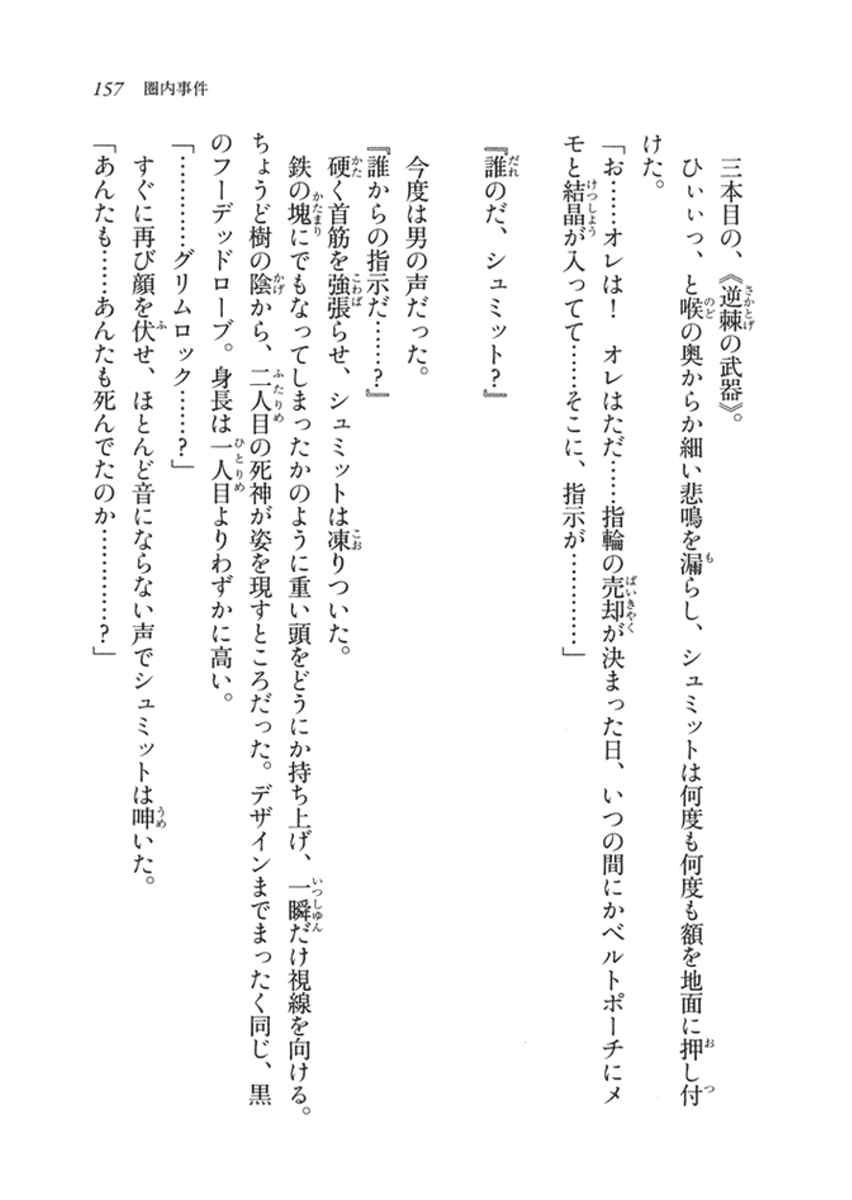 157 圏内事件
三本目の、《逆棘の武器》。
ひぃぃっ、と喉の奥からか細い悲鳴を漏らし、シュミットは何度も何度も額を地面に押し付
けた。
「お……オレは！　オレはただ……指輪の売却が決まった日、いつの間にかベルトポーチにメ
モと結晶が入ってて……そこに、指示が…………」
『誰のだ、シュミット？』
今度は男の声だった。
『誰からの指示だ……？』
硬く首筋を強張らせ、シュミットは凍りついた。
鉄の塊にでもなってしまったかのように重い頭をどうにか持ち上げ、一瞬だけ視線を向ける。
ちょうど樹の陰から、二人目の死神が姿を現すところだった。デザインまでまったく同じ、黒
のフーデッドローブ。身長は一人目よりわずかに高い。
「…………グリムロック……？」
すぐに再び顔を伏せ、ほとんど音にならない声でシュミットは呻いた。
「あんたも……あんたも死んでたのか…………？」